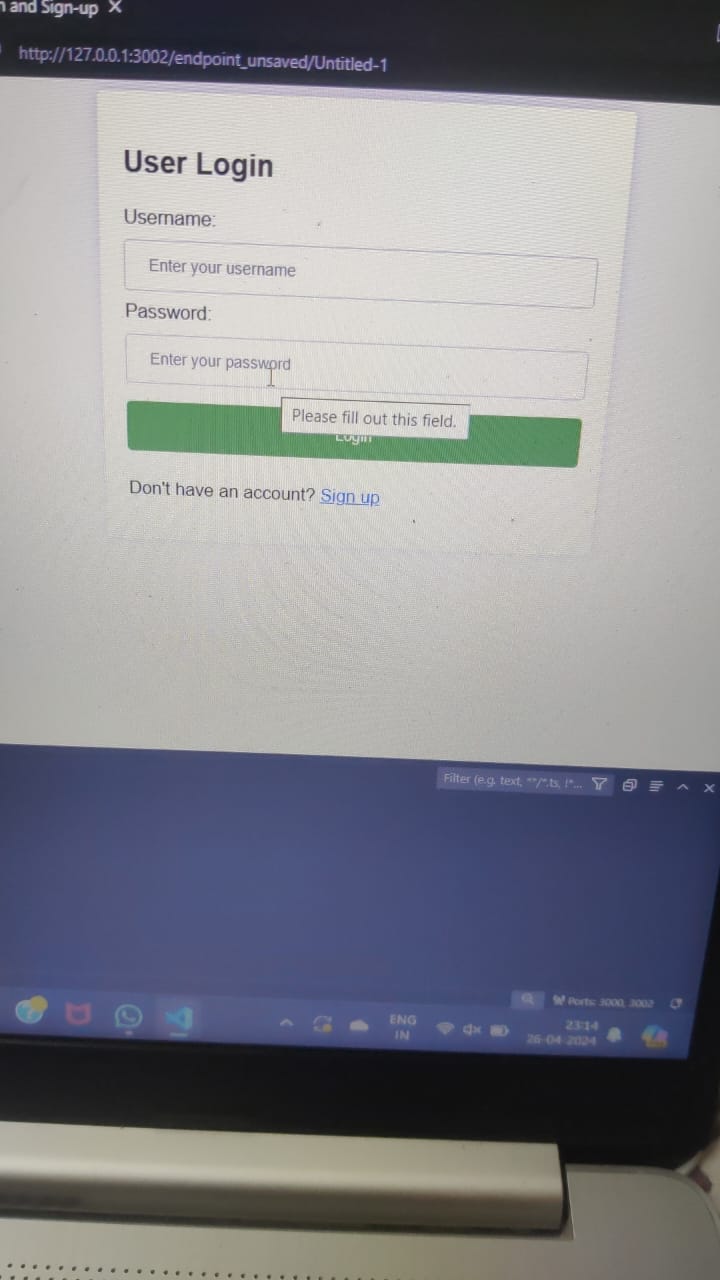 and Sign-up ×
http://127.0.0.1:3002/endpoint_unsaved/Untitled-1
User Login
Username:
Enter your username
Password:
Enter your password
Please fill out this field.
Login
Don't have an account? Sign up
Filter (e.g. text, **/*.ts, !*...
Ports: 3000, 3002
ENG
IN
23:14
26-04-2024